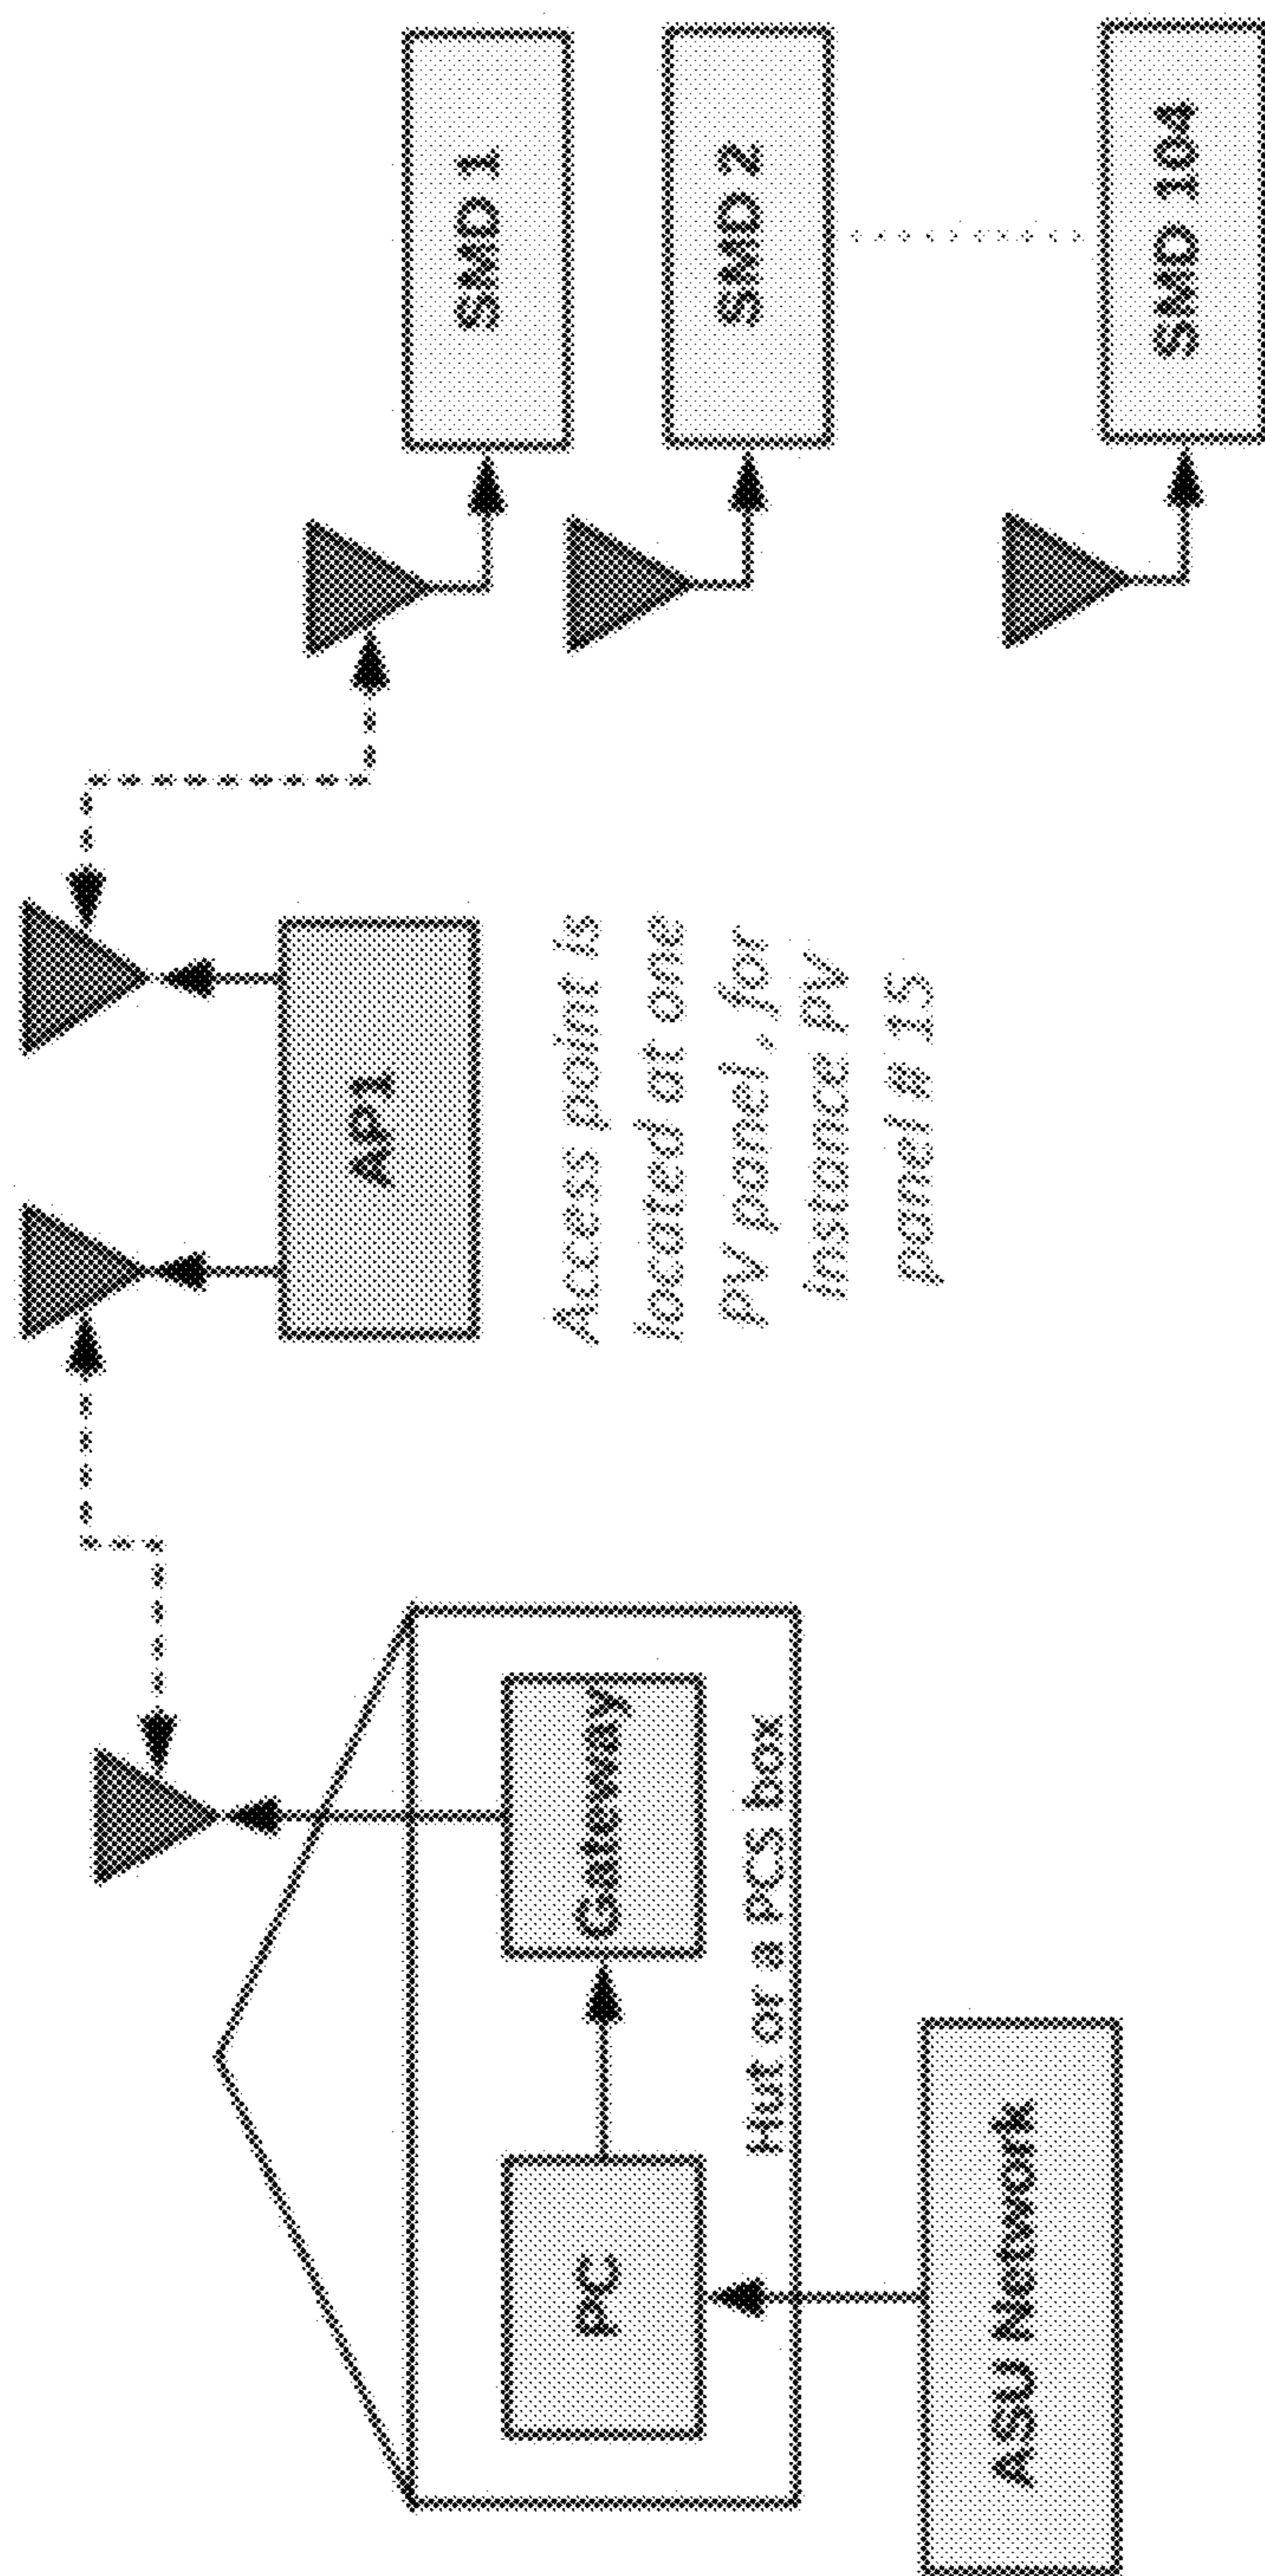 SMD 1
SMD 2
SMD 104
AP1
Access point is
located at one
PV panel, for
instance PV
panel # 15
Gateway
PC
Hut or a PCS box
ASU Network